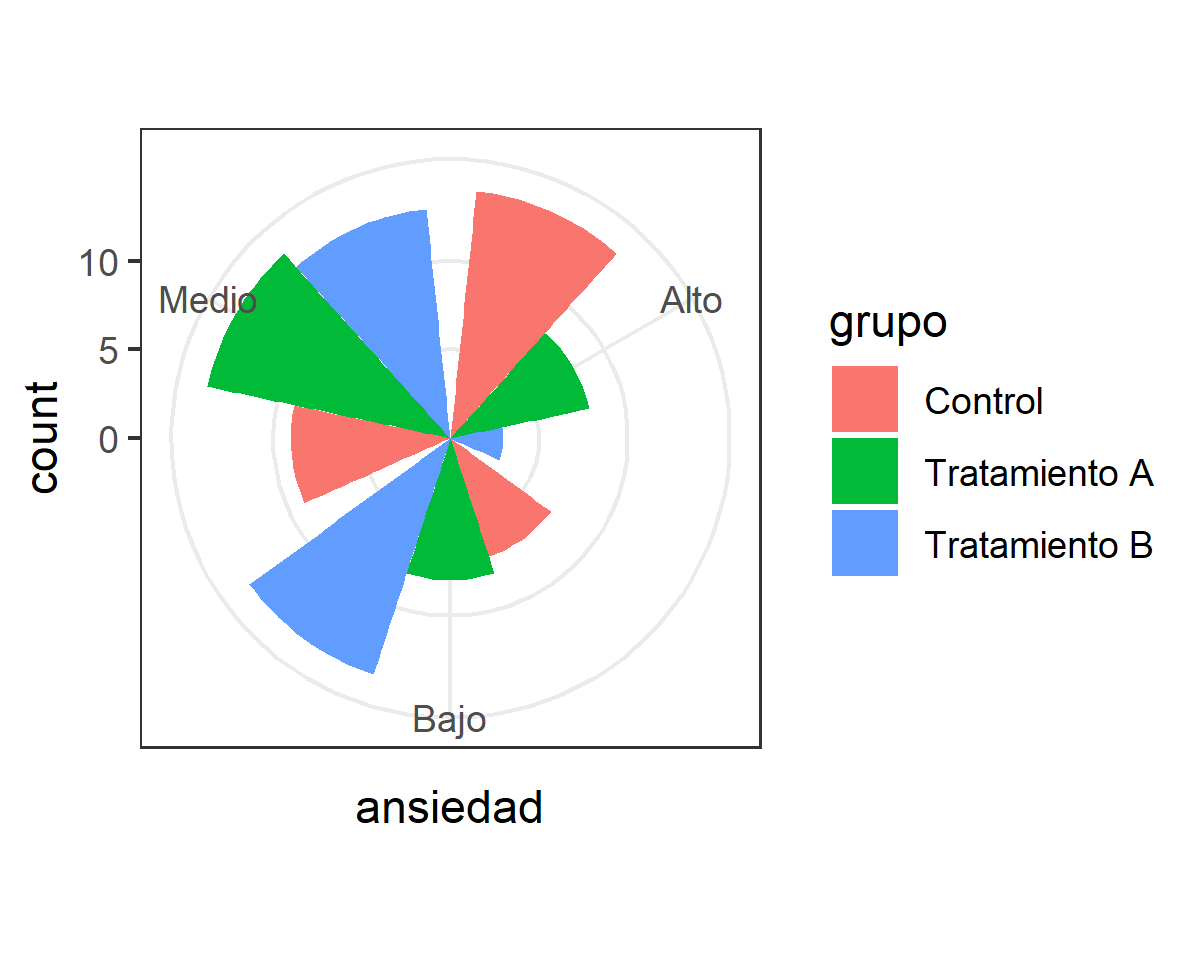 10
5
0
count
Medio
Alto
Bajo
ansiedad
grupo
Control
Tratamiento A
Tratamiento B